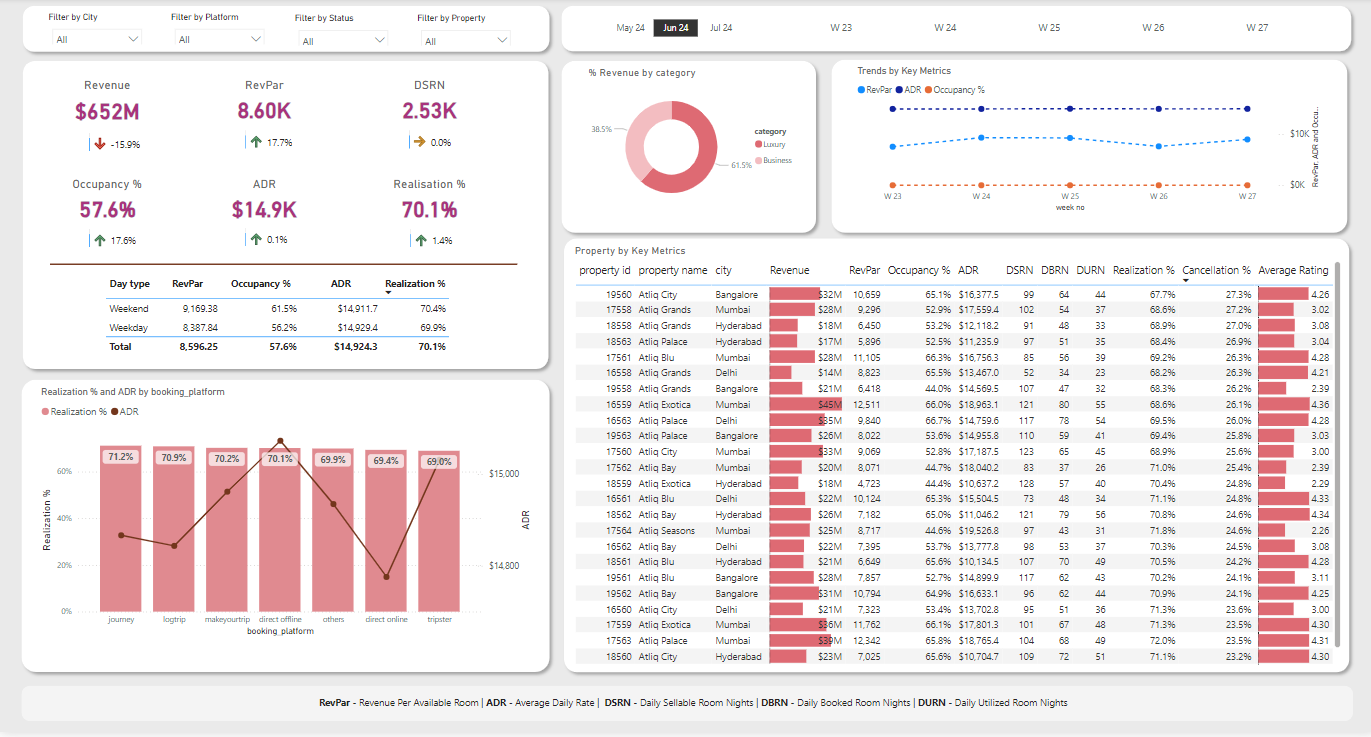 Filter by City
All
Filter by Platform
All
Filter by Status
All
Filter by Property
All
May 24 Jun 24 Jul 24 W 23 W 24 W 25 W 26 W 27
Revenue RevPar DSRN
$652M 8.60K 2.53K
-15.9% 17.7% 0.0%
Occupancy % ADR Realisation %
57.6% $14.9K 70.1%
17.6% 0.1% 1.4%
Day type RevPar Occupancy % ADR Realization %
Weekend 9,169.38 61.5% $14,911.7 70.4%
Weekday 8,387.84 56.2% $14,929.4 69.9%
Total 8,596.25 57.6% $14,924.3 70.1%
% Revenue by category
38.5%
61.5%
category
Luxury
Business
Trends by Key Metrics
RevPar ADR Occupancy %
$10K
$0K
RevPar, ADR and Occu...
W 23 W 24 W 25 W 26 W 27
week no
Realization % and ADR by booking_platform
Realization % ADR
71.2% 70.9% 70.2% 70.1% 69.9% 69.4% 69.0%
60%
40%
20%
0%
Realization %
$15,000
$14,800
ADR
journey logtrip makeyourtrip direct offline others direct online tripster
booking_platform
Property by Key Metrics
property id property name city Revenue RevPar Occupancy % ADR DSRN DBRN DURN Realization % Cancellation % Average Rating
19560 Atliq City Bangalore $32M 10,659 65.1% $16,377.5 99 64 44 67.7% 27.3% 4.26
17558 Atliq Grands Mumbai $28M 9,296 52.9% $17,559.4 102 54 37 68.6% 27.2% 3.02
18558 Atliq Grands Hyderabad $18M 6,450 53.2% $12,118.2 91 48 33 68.9% 27.0% 3.08
18563 Atliq Palace Hyderabad $17M 5,896 52.5% $11,235.9 97 51 35 68.4% 26.9% 3.04
17561 Atliq Blu Mumbai $28M 11,105 66.3% $16,756.3 85 56 39 69.2% 26.3% 4.28
16558 Atliq Grands Delhi $14M 8,823 65.5% $13,467.0 52 34 23 68.2% 26.3% 4.21
19558 Atliq Grands Bangalore $21M 6,418 44.0% $14,569.5 107 47 32 68.3% 26.2% 2.39
16559 Atliq Exotica Mumbai $45M 12,511 66.0% $18,963.1 121 80 55 68.6% 26.1% 4.36
16563 Atliq Palace Delhi $35M 9,840 66.7% $14,759.6 117 78 54 69.5% 26.0% 4.28
19563 Atliq Palace Bangalore $26M 8,022 53.6% $14,955.8 110 59 41 69.4% 25.8% 3.03
17560 Atliq City Mumbai $33M 9,069 52.8% $17,187.5 123 65 45 68.9% 25.6% 3.00
17562 Atliq Bay Mumbai $20M 8,071 44.7% $18,040.2 83 37 26 71.0% 25.4% 2.39
18559 Atliq Exotica Hyderabad $18M 4,723 44.4% $10,637.2 128 57 40 70.4% 24.8% 2.29
16561 Atliq Blu Delhi $22M 10,124 65.3% $15,504.5 73 48 34 71.1% 24.8% 4.33
18562 Atliq Bay Hyderabad $26M 7,182 65.0% $11,046.2 121 79 56 70.8% 24.6% 4.34
17564 Atliq Seasons Mumbai $25M 8,717 44.6% $19,526.8 97 43 31 71.8% 24.6% 2.26
16562 Atliq Bay Delhi $22M 7,395 53.7% $13,777.8 98 53 37 70.3% 24.5% 3.08
18561 Atliq Blu Hyderabad $21M 6,649 65.6% $10,134.5 107 70 49 70.5% 24.2% 4.28
19561 Atliq Blu Bangalore $28M 7,857 52.7% $14,899.9 117 62 43 70.2% 24.1% 3.11
19562 Atliq Bay Bangalore $31M 10,794 64.9% $16,633.1 96 62 44 70.9% 24.1% 4.25
16560 Atliq City Delhi $21M 7,323 53.4% $13,702.8 95 51 36 71.3% 23.6% 3.00
17559 Atliq Exotica Mumbai $36M 11,762 66.1% $17,801.3 101 67 48 71.3% 23.5% 4.30
17563 Atliq Palace Mumbai $39M 12,342 65.8% $18,765.4 104 68 49 72.0% 23.5% 4.31
18560 Atliq City Hyderabad $23M 7,025 65.6% $10,704.7 109 72 51 71.1% 23.2% 4.30
RevPar - Revenue Per Available Room | ADR - Average Daily Rate | DSRN - Daily Sellable Room Nights | DBRN - Daily Booked Room Nights | DURN - Daily Utilized Room Nights